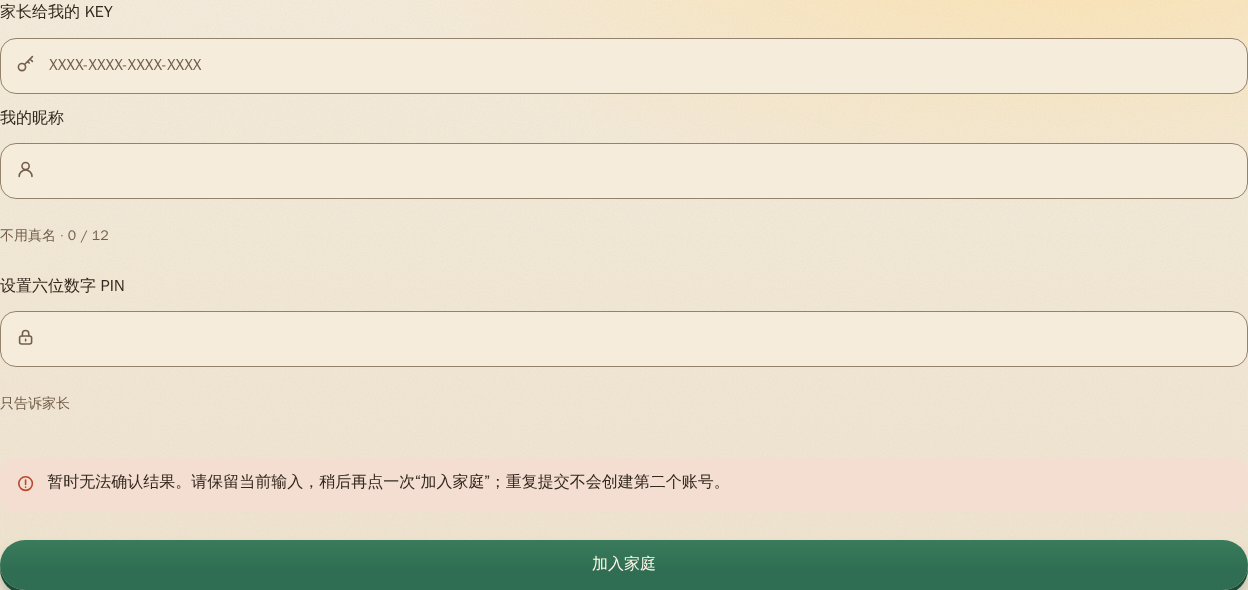 家长给我的 KEY
XXXX-XXXX-XXXX-XXXX
我的昵称
不用真名 · 0 / 12
设置六位数字 PIN
只告诉家长
暂时无法确认结果。请保留当前输入，稍后再点一次“加入家庭”；重复提交不会创建第二个账号。
加入家庭